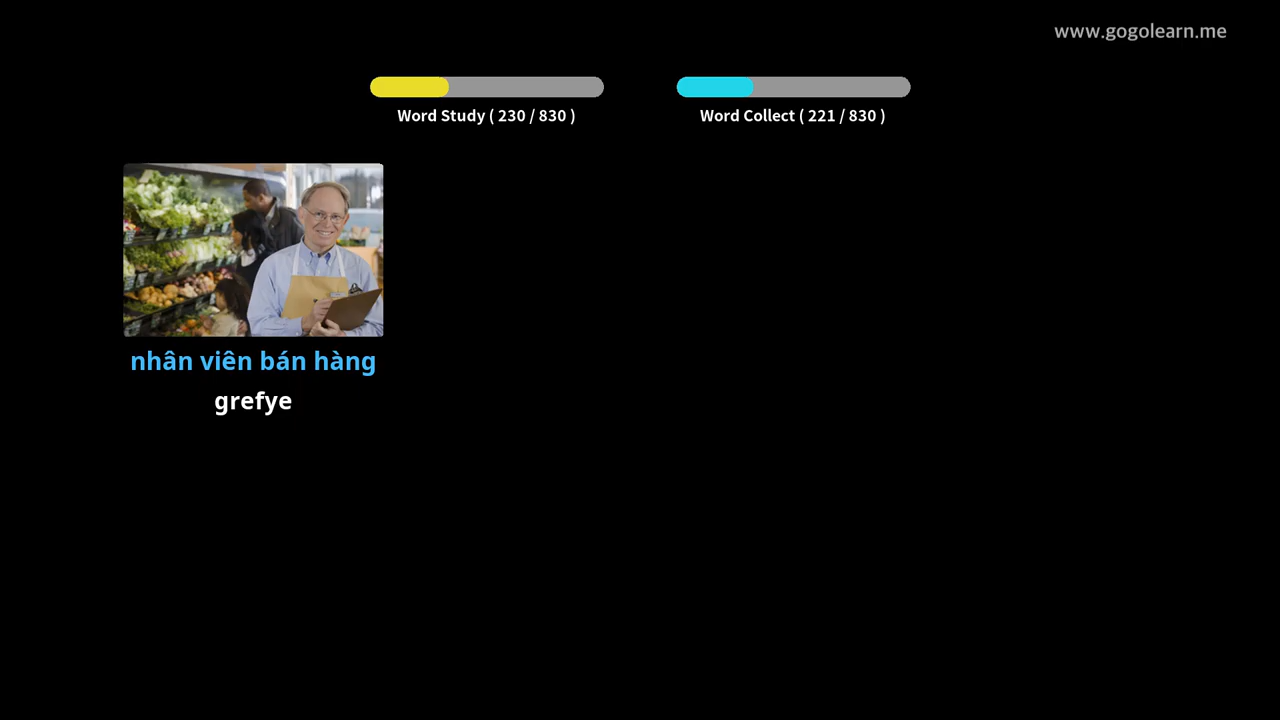 www.gogolearn.me
Word Study ( 230 / 830 )
Word Collect ( 221 / 830 )
nhân viên bán hàng
grefye